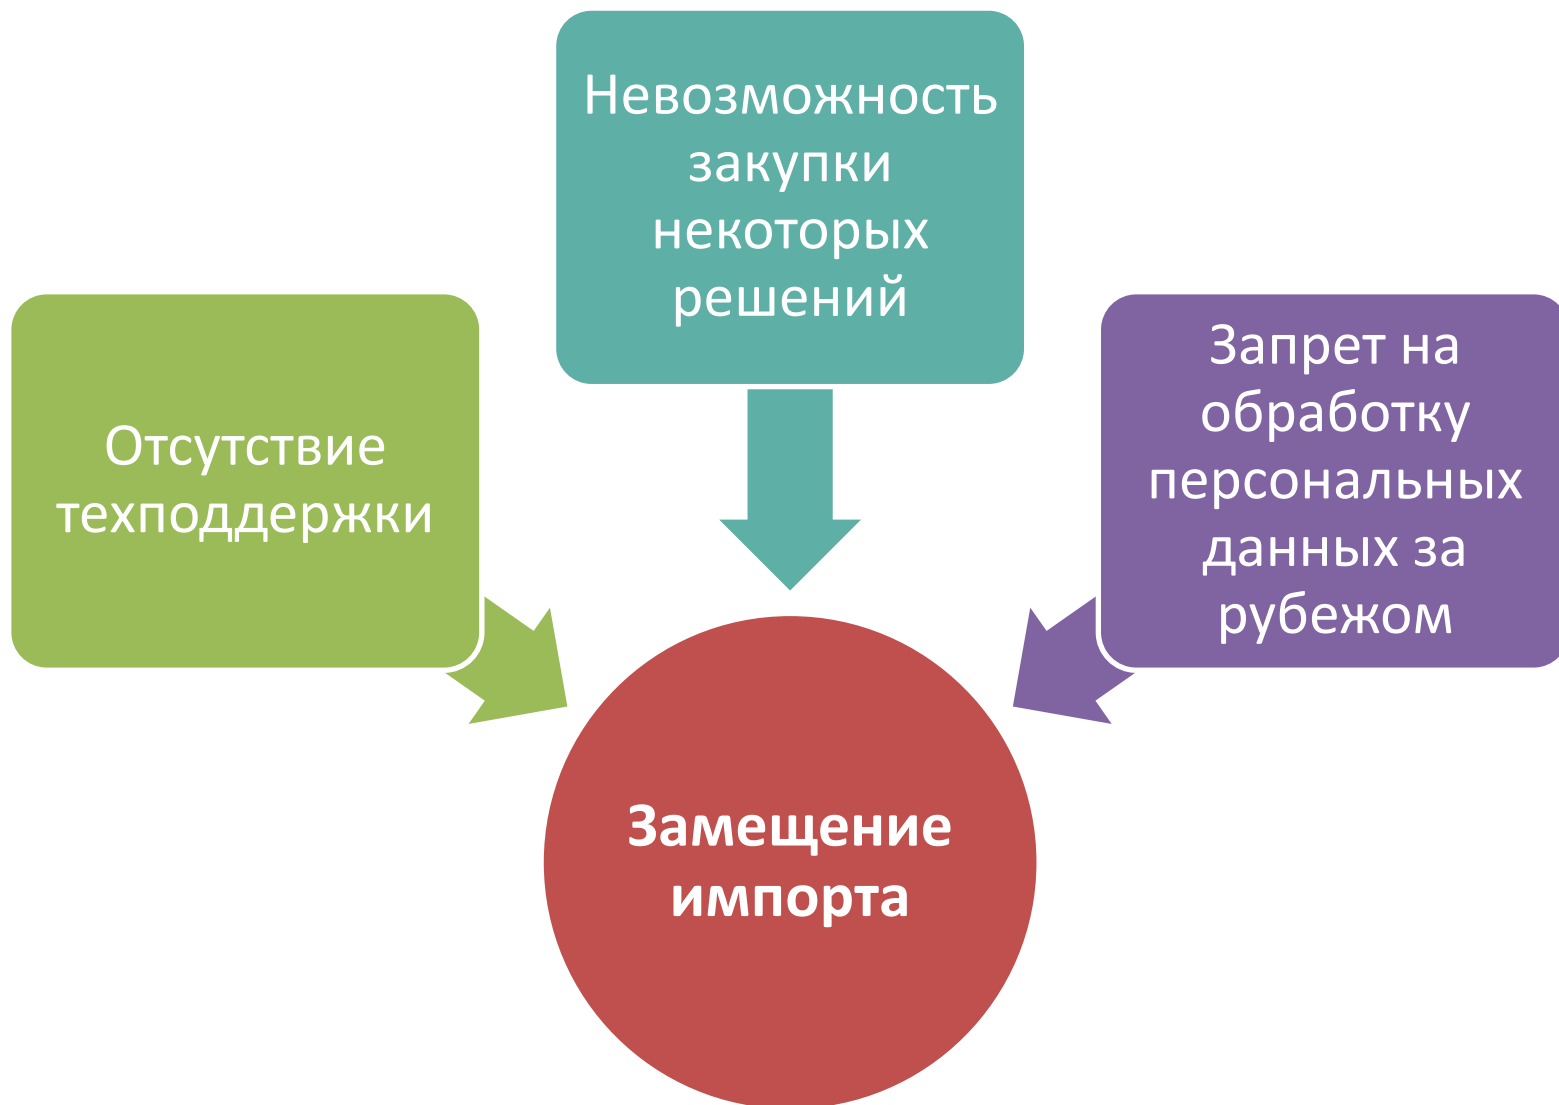 Невозможность
закупки
некоторых
решений
Отсутствие
техподдержки
Запрет на
обработку
персональных
данных за
рубежом
Замещение
импорта